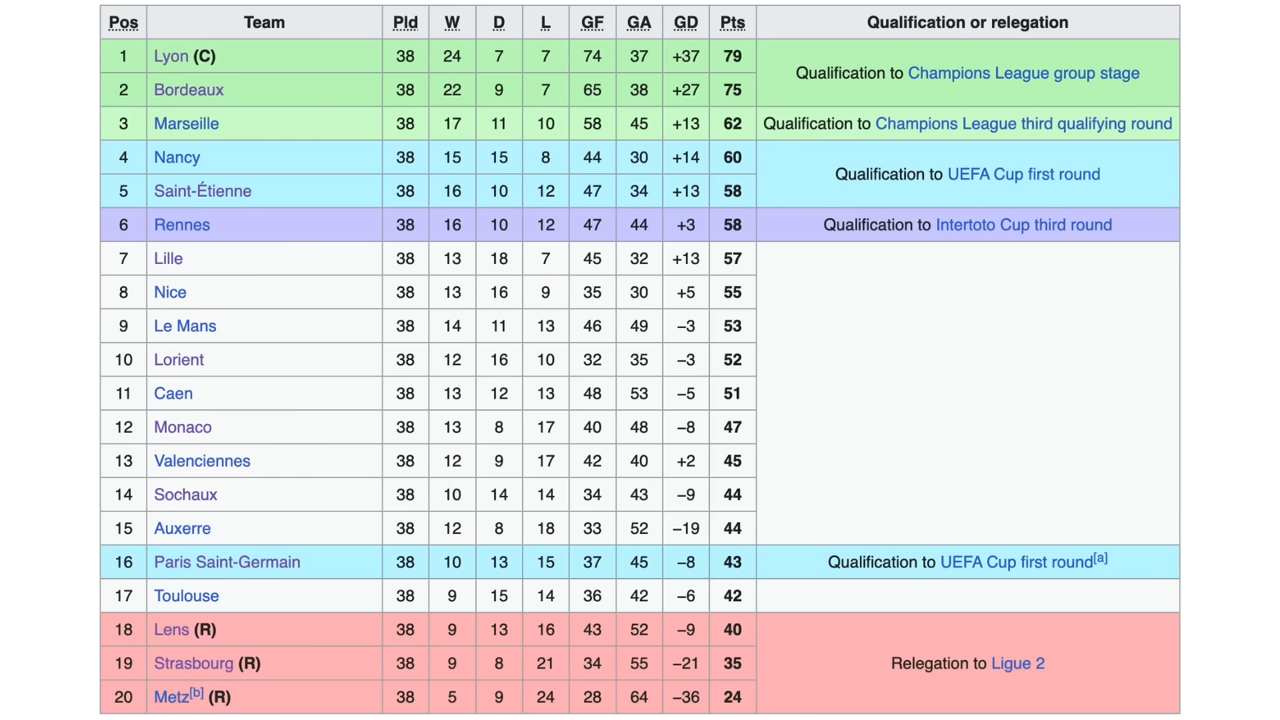 Pos Team Pld W D L GF GA GD Pts Qualification or relegation
1 Lyon (C) 38 24 7 7 74 37 +37 79 Qualification to Champions League group stage
2 Bordeaux 38 22 9 7 65 38 +27 75
3 Marseille 38 17 11 10 58 45 +13 62 Qualification to Champions League third qualifying round
4 Nancy 38 15 15 8 44 30 +14 60 Qualification to UEFA Cup first round
5 Saint-Étienne 38 16 10 12 47 34 +13 58
6 Rennes 38 16 10 12 47 44 +3 58 Qualification to Intertoto Cup third round
7 Lille 38 13 18 7 45 32 +13 57
8 Nice 38 13 16 9 35 30 +5 55
9 Le Mans 38 14 11 13 46 49 −3 53
10 Lorient 38 12 16 10 32 35 −3 52
11 Caen 38 13 12 13 48 53 −5 51
12 Monaco 38 13 8 17 40 48 −8 47
13 Valenciennes 38 12 9 17 42 40 +2 45
14 Sochaux 38 10 14 14 34 43 −9 44
15 Auxerre 38 12 8 18 33 52 −19 44
16 Paris Saint-Germain 38 10 13 15 37 45 −8 43 Qualification to UEFA Cup first round[a]
17 Toulouse 38 9 15 14 36 42 −6 42
18 Lens (R) 38 9 13 16 43 52 −9 40
19 Strasbourg (R) 38 9 8 21 34 55 −21 35 Relegation to Ligue 2
20 Metz[b] (R) 38 5 9 24 28 64 −36 24